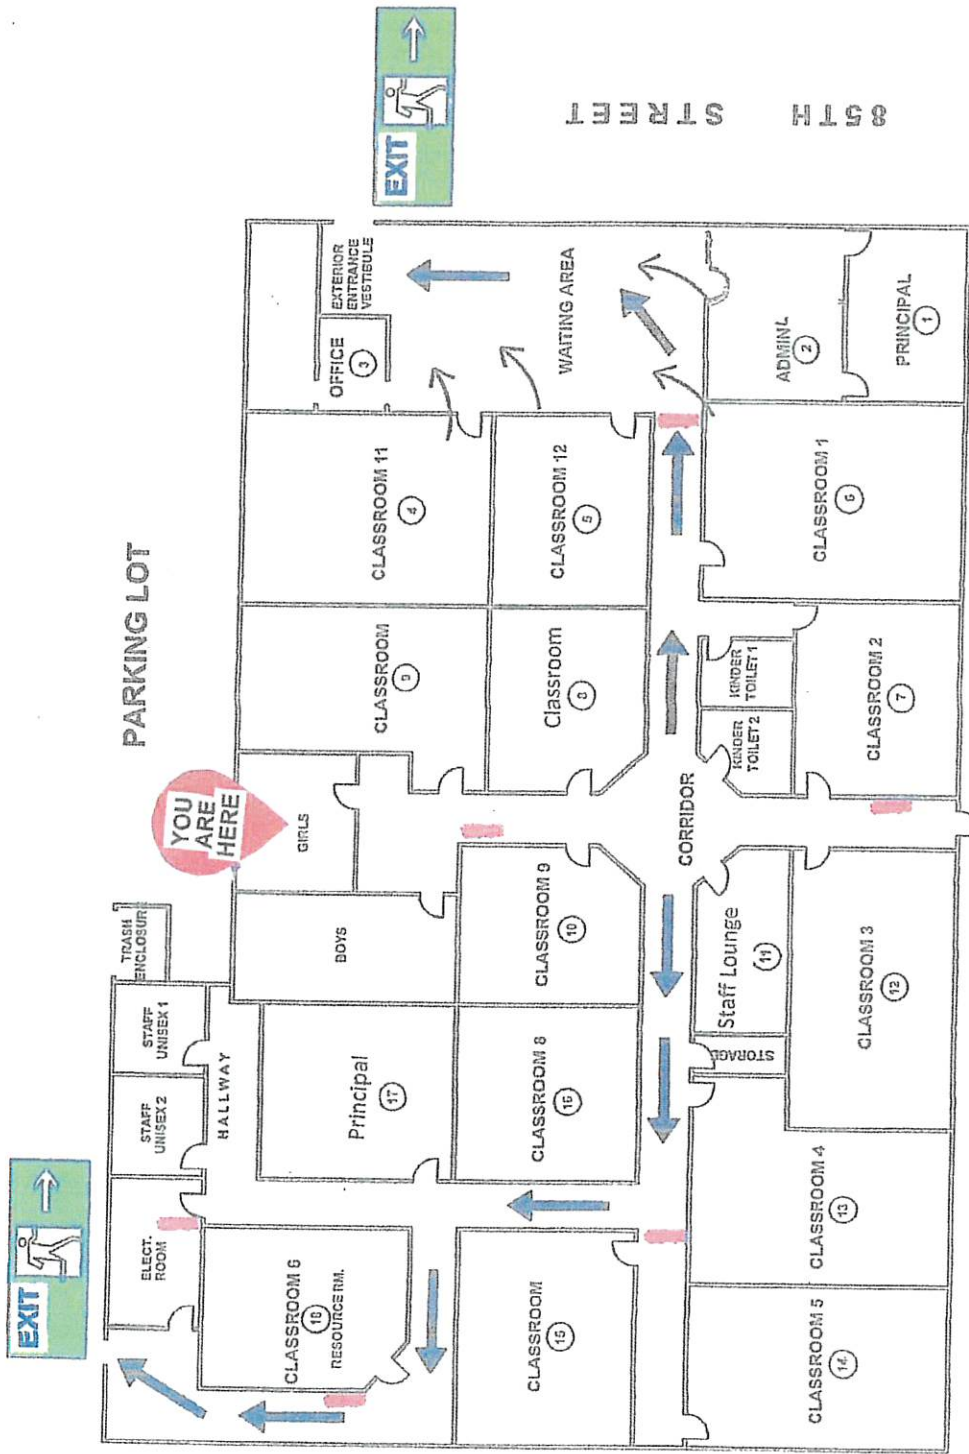 EXIT
EXIT
PARKING LOT
85TH STREET
YOU
ARE
HERE
TRASH
ENCLOSURE
STAFF
UNISEX 1
STAFF
UNISEX 2
ELECT.
ROOM
HALLWAY
BOYS
GIRLS
CLASSROOM
9
CLASSROOM 11
4
OFFICE
3
EXTERIOR
ENTRANCE
VESTIBULE
CLASSROOM 6
18
RESOURCE RM.
Principal
17
CLASSROOM 8
16
CLASSROOM 9
10
Classroom
8
CLASSROOM 12
5
WAITING AREA
CLASSROOM
15
CORRIDOR
STORAGE
Staff Lounge
11
KINDER
TOILET 2
KINDER
TOILET 1
ADMIN.
2
CLASSROOM 5
14
CLASSROOM 4
13
CLASSROOM 3
12
CLASSROOM 2
7
CLASSROOM 1
6
PRINCIPAL
1